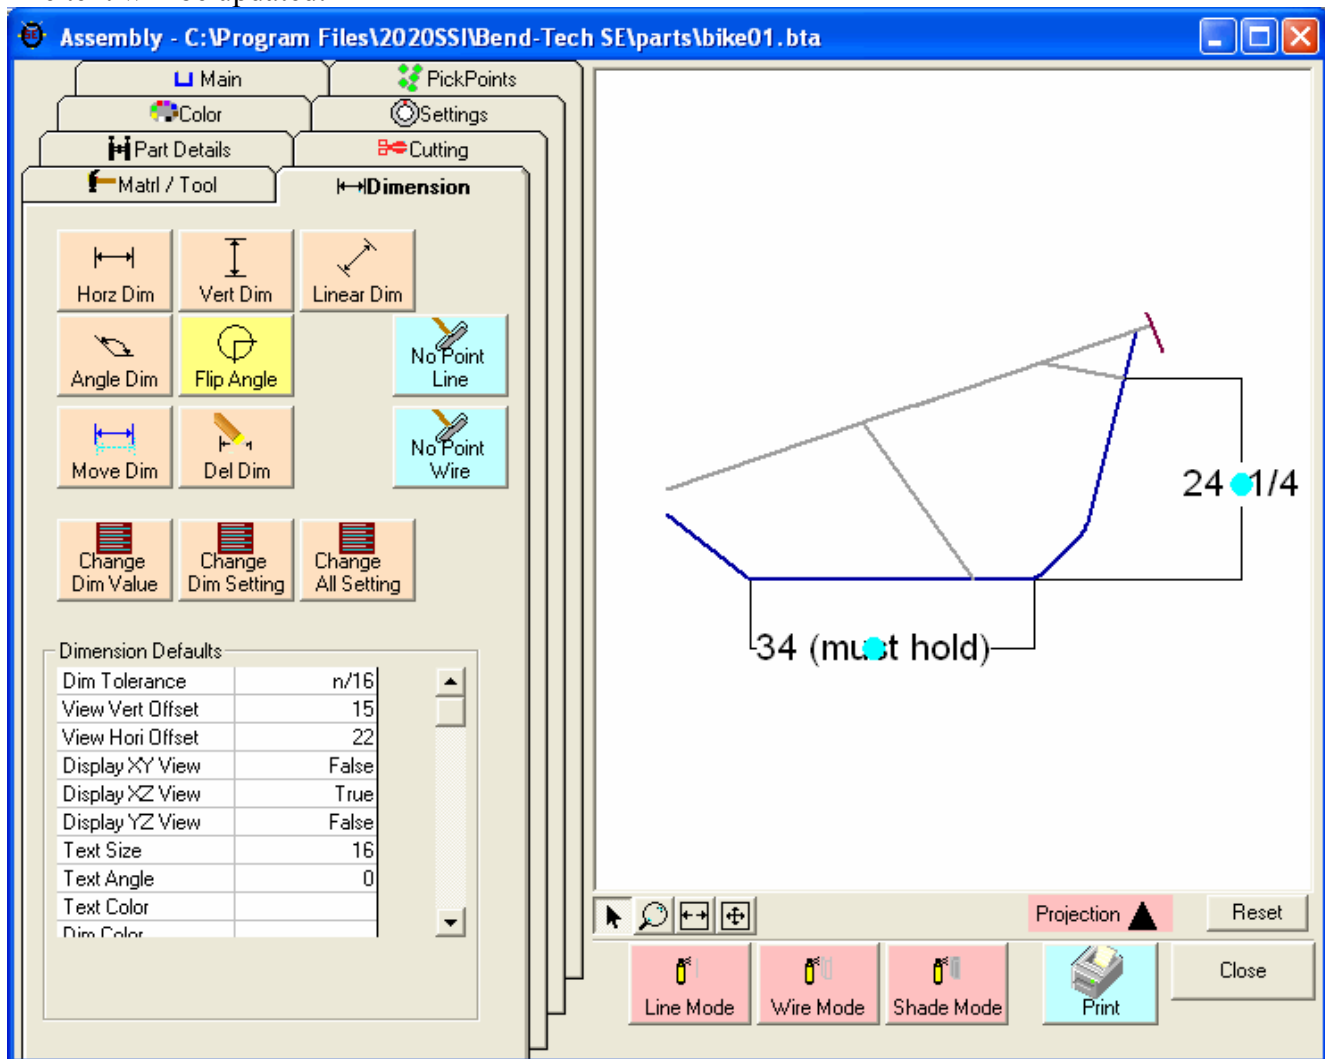 Assembly - C:\Program Files\2020SSI\Bend-Tech SE\parts\bike01.bta
Main
PickPoints
Color
Settings
Part Details
Cutting
Matrl / Tool
Dimension
Horz Dim
Vert Dim
Linear Dim
Angle Dim
Flip Angle
No Point
Line
Move Dim
Del Dim
No Point
Wire
Change
Dim Value
Change
Dim Setting
Change
All Setting
Dimension Defaults
Dim Tolerance n/16
View Vert Offset 15
View Hori Offset 22
Display XY View False
Display XZ View True
Display YZ View False
Text Size 16
Text Angle 0
Text Color
Dim Color
24 1/4
34 (must hold)
Projection
Reset
Line Mode
Wire Mode
Shade Mode
Print
Close